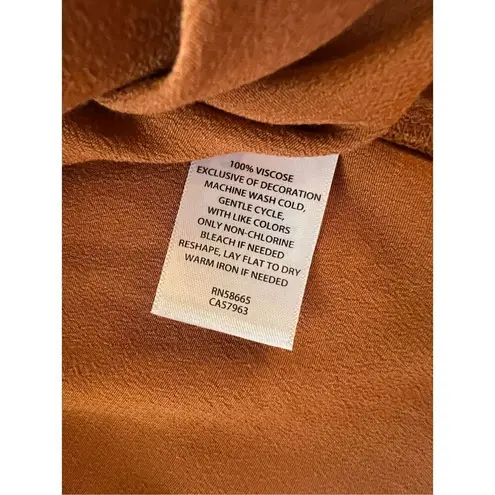 100% VISCOSE
EXCLUSIVE OF DECORATION
MACHINE WASH COLD,
GENTLE CYCLE,
WITH LIKE COLORS
ONLY NON-CHLORINE
BLEACH IF NEEDED
RESHAPE, LAY FLAT TO DRY
WARM IRON IF NEEDED
RN58665
CA57963